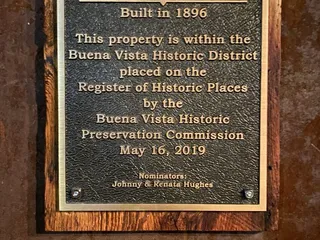 Built in 1896
This property is within the
Buena Vista Historic District
placed on the
Register of Historic Places
by the
Buena Vista Historic
Preservation Commission
May 16, 2019
Nominators:
Johnny & Renata Hughes